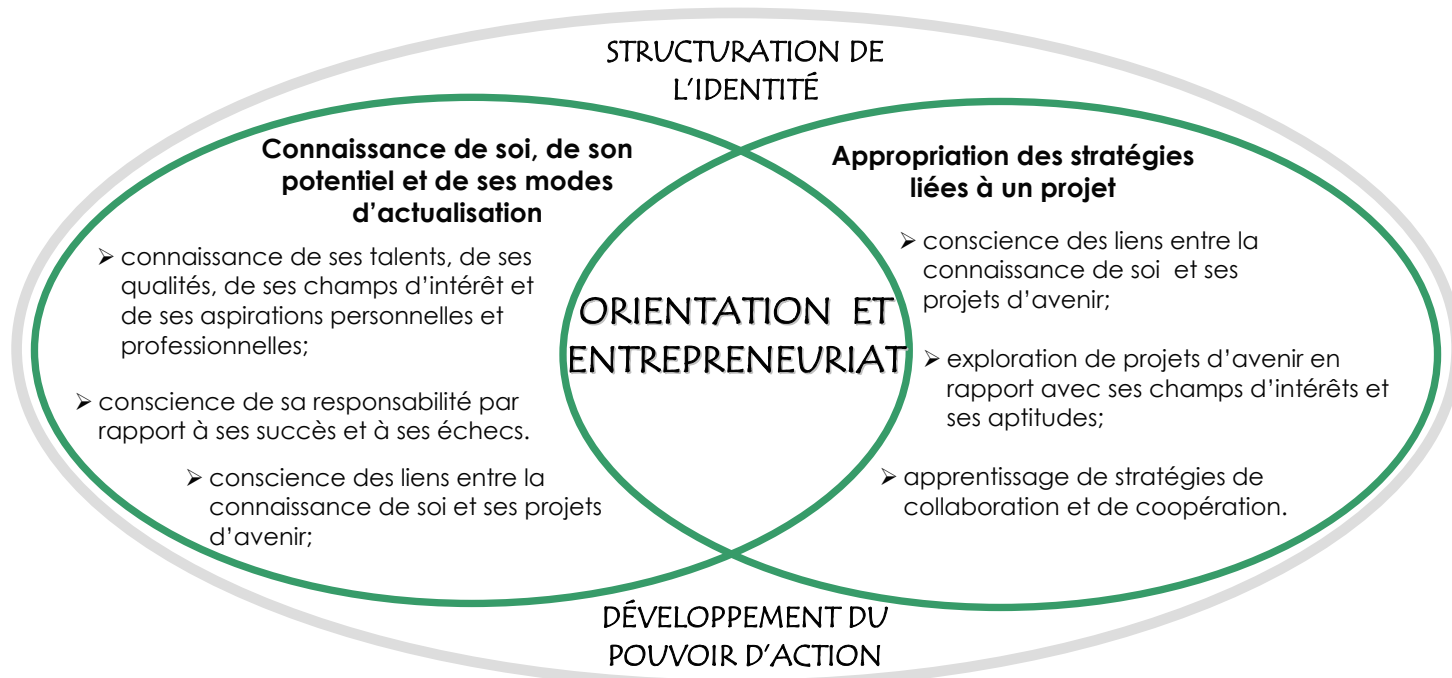 STRUCTURATION DE
L'IDENTITÉ
Connaissance de soi, de son
potentiel et de ses modes
d'actualisation
➢ connaissance de ses talents, de ses
qualités, de ses champs d'intérêt et
de ses aspirations personnelles et
professionnelles;
➢ conscience de sa responsabilité par
rapport à ses succès et à ses échecs.
➢ conscience des liens entre la
connaissance de soi et ses projets
d'avenir;
ORIENTATION ET
ENTREPRENEURIAT
Appropriation des stratégies
liées à un projet
➢ conscience des liens entre la
connaissance de soi et ses
projets d'avenir;
➢ exploration de projets d'avenir en
rapport avec ses champs d'intérêts et
ses aptitudes;
➢ apprentissage de stratégies de
collaboration et de coopération.
DÉVELOPPEMENT DU
POUVOIR D'ACTION